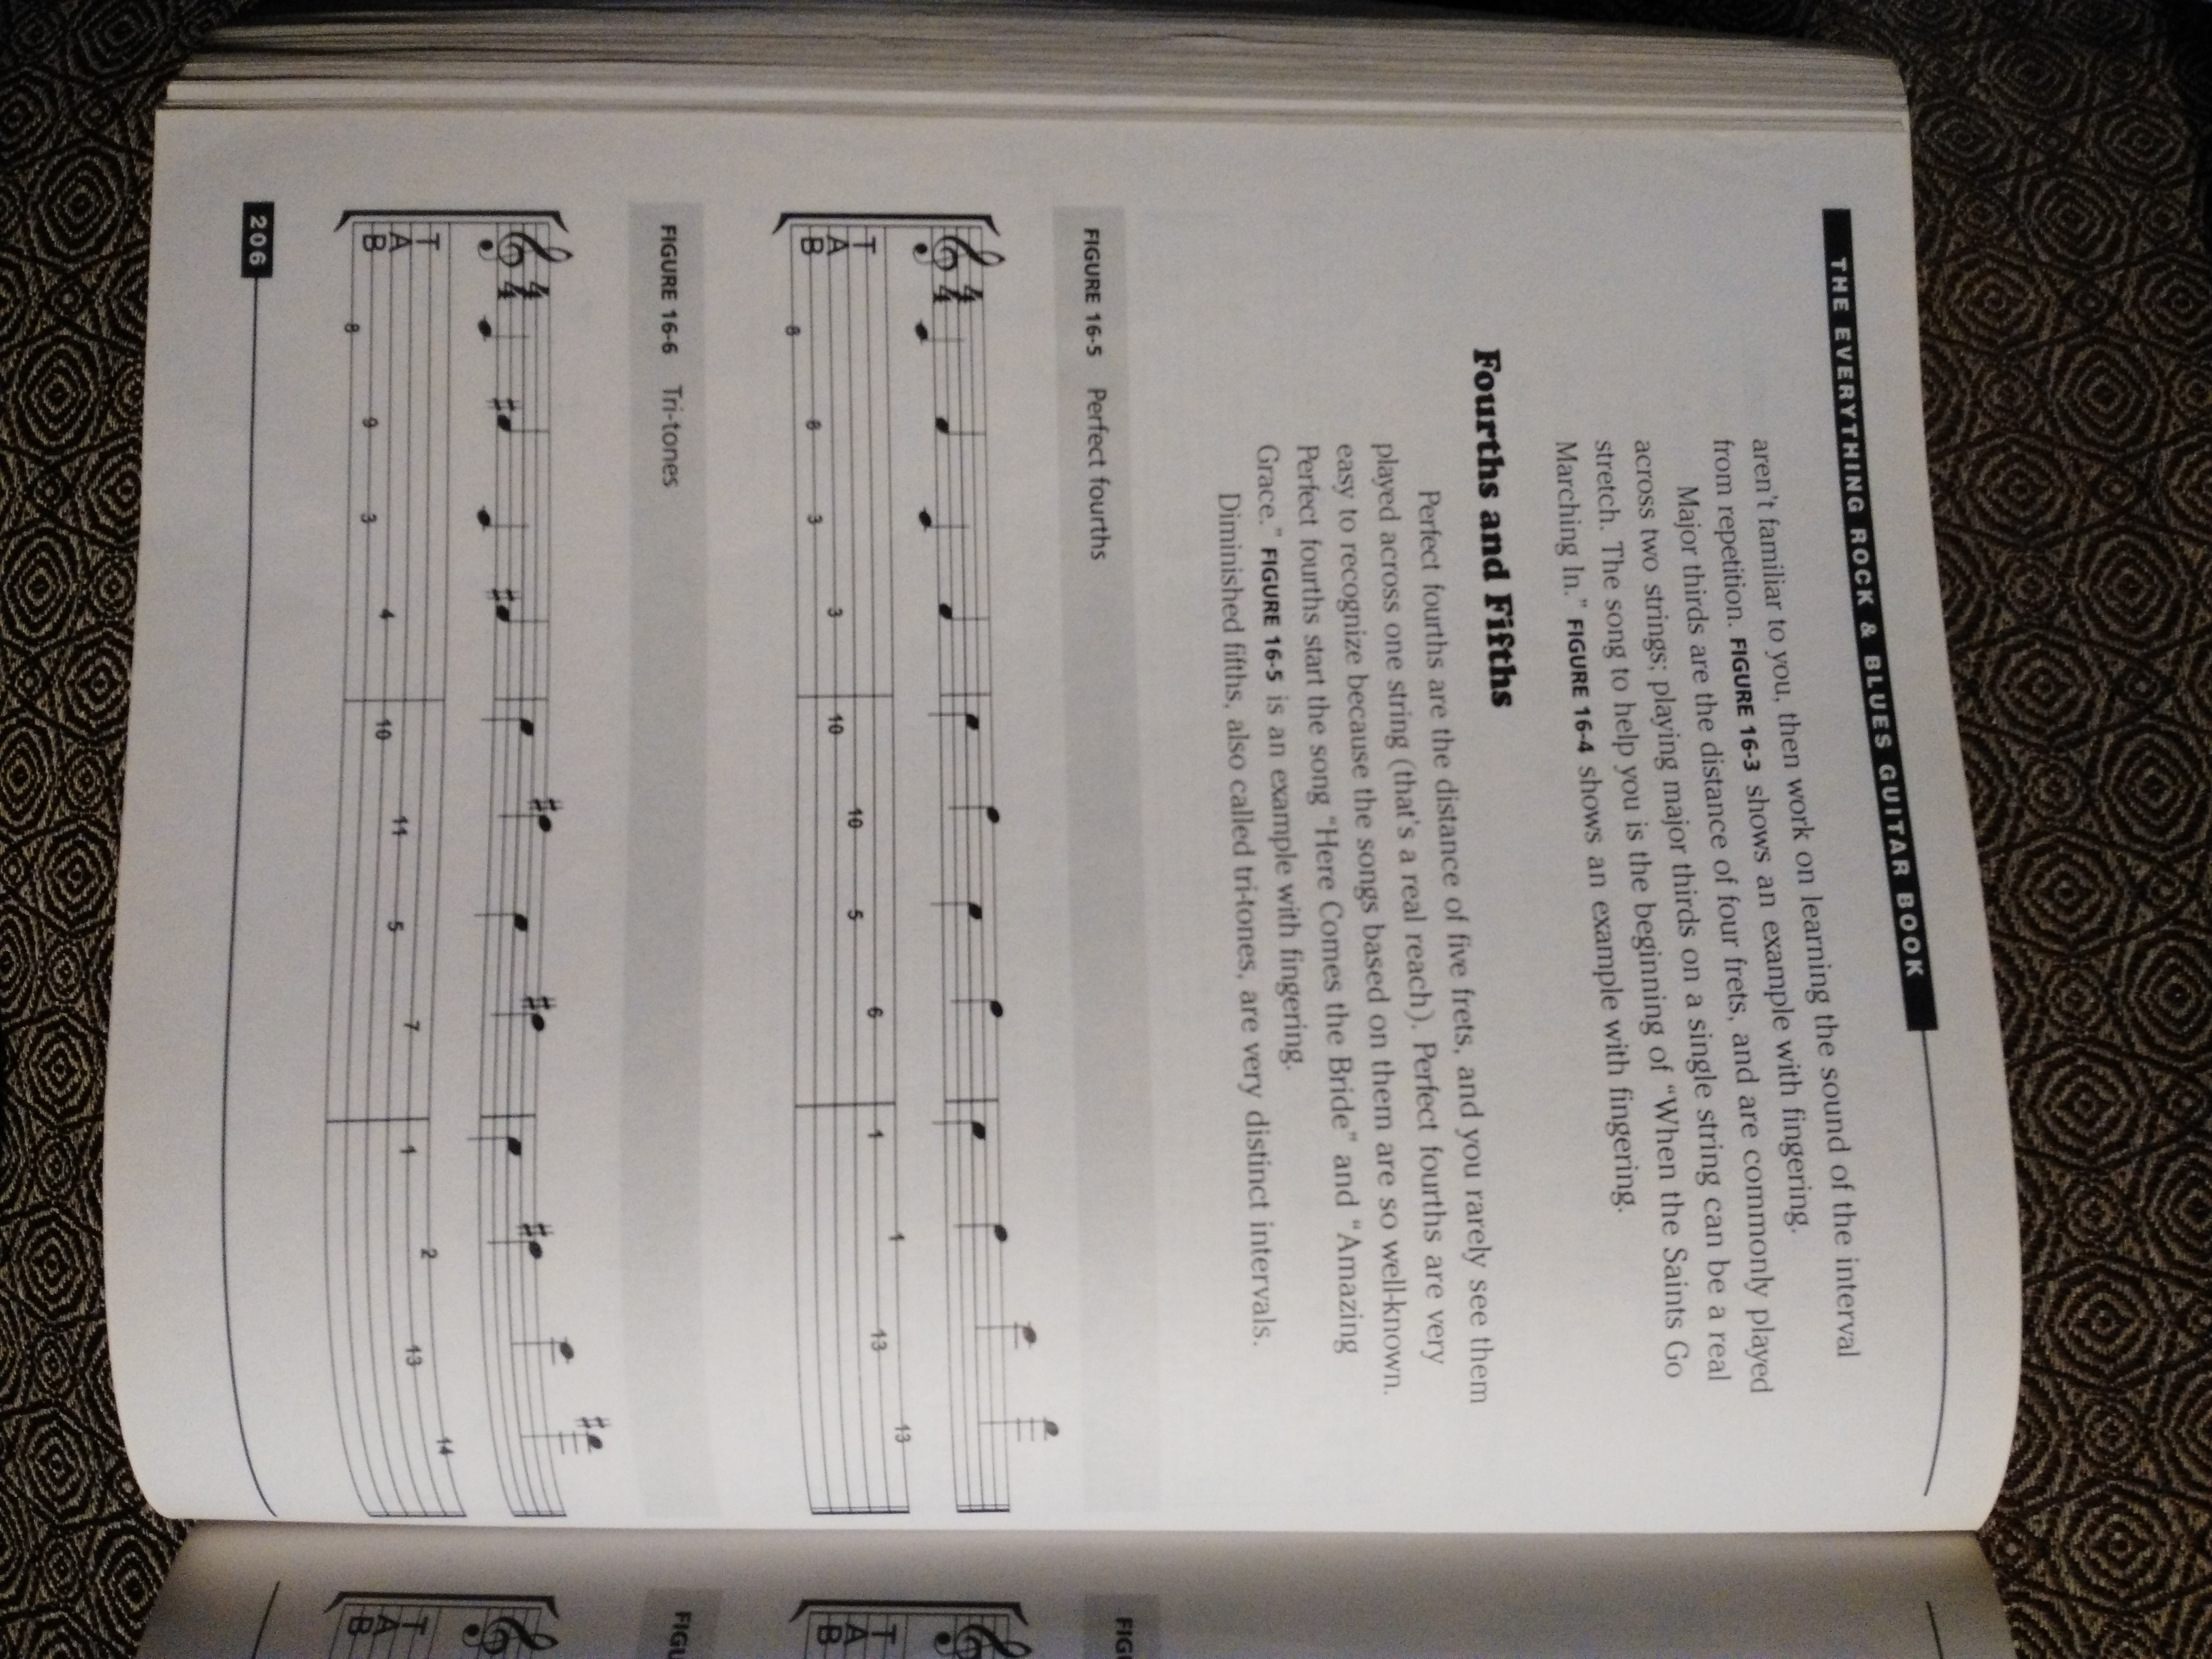 THE EVERYTHING ROCK & BLUES GUITAR BOOK
aren't familiar to you, then work on learning the sound of the interval
from repetition. FIGURE 16-3 shows an example with fingering.
Major thirds are the distance of four frets, and are commonly played
across two strings; playing major thirds on a single string can be a real
stretch. The song to help you is the beginning of "When the Saints Go
Marching In." FIGURE 16-4 shows an example with fingering.
Fourths and Fifths
Perfect fourths are the distance of five frets, and you rarely see them
played across one string (that's a real reach). Perfect fourths are very
easy to recognize because the songs based on them are so well-known.
Perfect fourths start the song "Here Comes the Bride" and "Amazing
Grace." FIGURE 16-5 is an example with fingering.
Diminished fifths, also called tri-tones, are very distinct intervals.
FIGURE 16-5 Perfect fourths
4
4
T
A
B
8 8 3 3 10 10 5 6 1 1 13 13
FIGURE 16-6 Tri-tones
4
4
T
A
B
8 9 3 4 10 11 5 7 1 2 13 14
206
FIG
T
A
B
FIGU
T
A
B